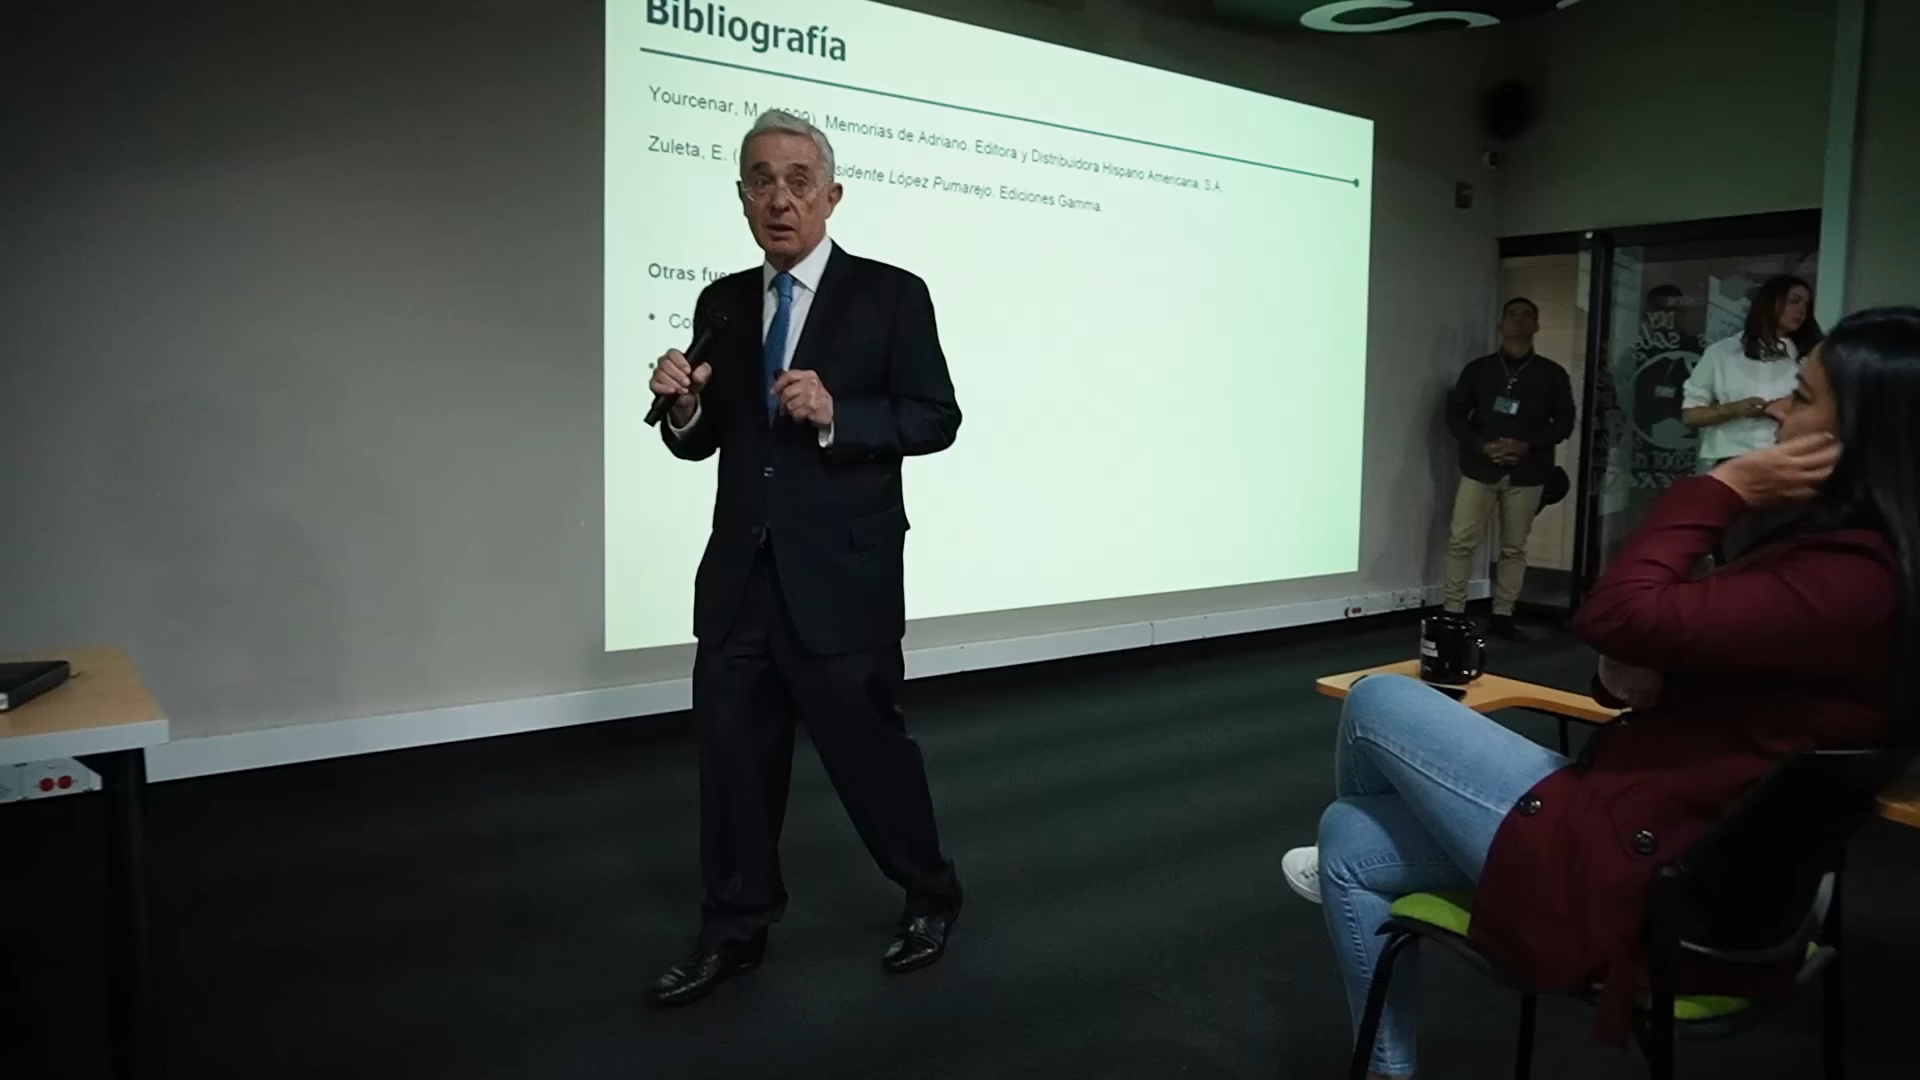 Bibliografía
Yourcenar, M. ), Memorias de Adriano. Editora y Distribuidora Hispano Americana, S.A.
Zuleta, E. ( sidente López Pumarejo. Ediciones Gamma.
Otras fue
Co